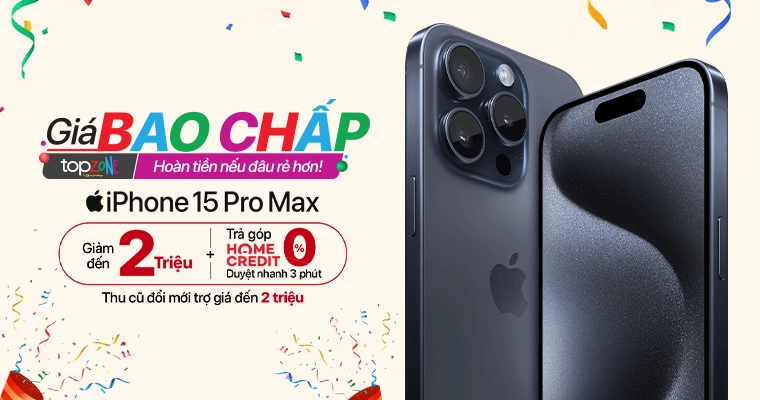 Giá BAO CHẤP
topzone Hoàn tiền nếu đâu rẻ hơn!
iPhone 15 Pro Max
Giảm đến 2 Triệu + Trả góp HOME CREDIT 0% Duyệt nhanh 3 phút
Thu cũ đổi mới trợ giá đến 2 triệu